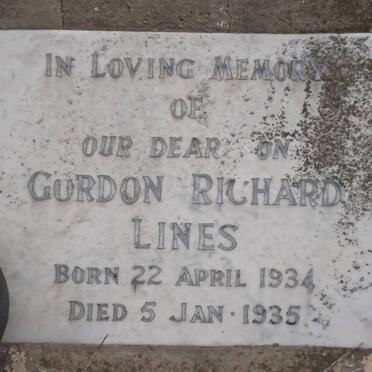 IN LOVING MEMORY
OF
OUR DEAR ON
GORDON RICHARD
LINES
BORN 22 APRIL 1934
DIED 5 JAN · 1935